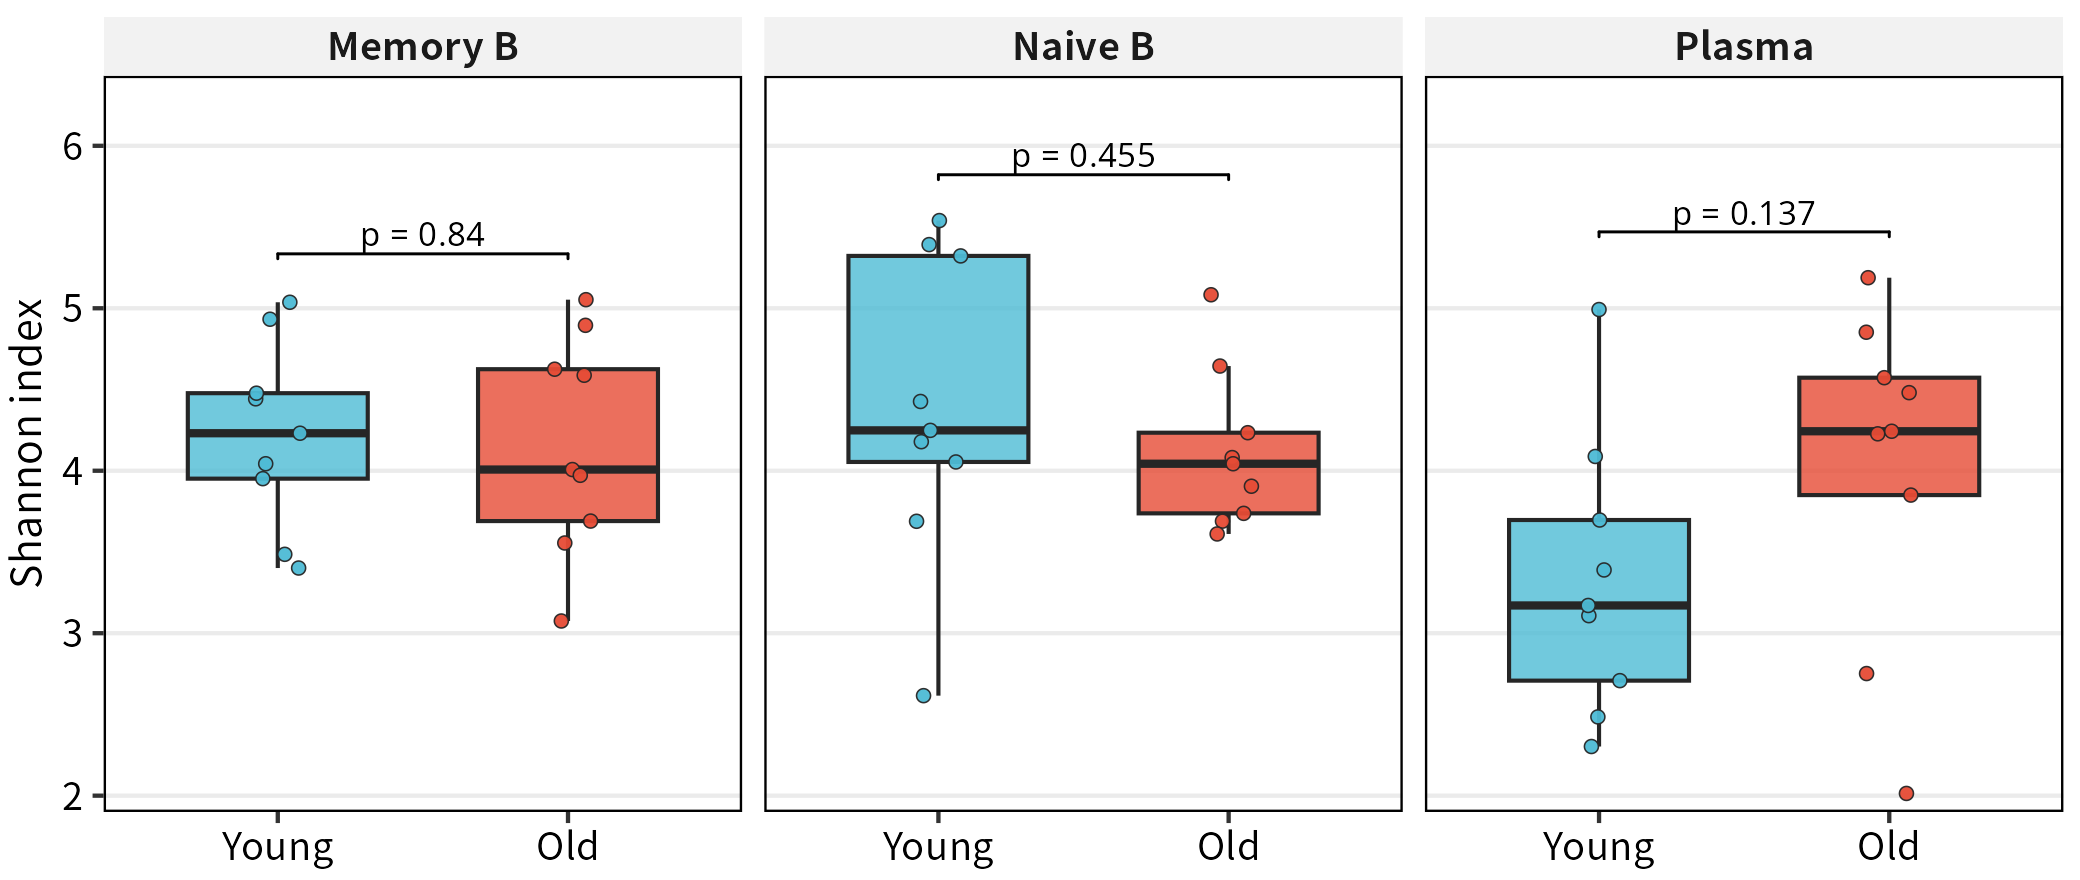 Memory B
Naive B
Plasma
Shannon index
6
5
4
3
2
p = 0.84
p = 0.455
p = 0.137
Young
Old
Young
Old
Young
Old